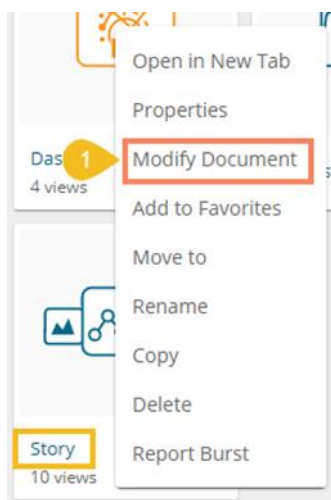 Open in New Tab
Properties
Das
1
Modify Document
4 views
Add to Favorites
Move to
Rename
Copy
Delete
Story
Report Burst
10 views